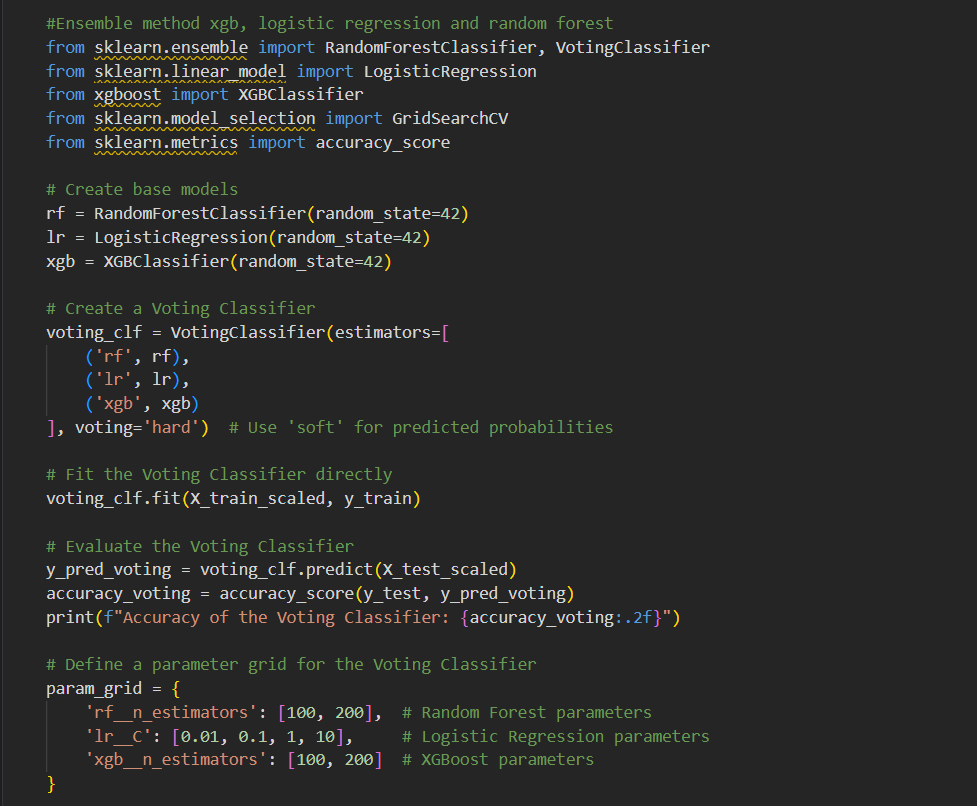 #Ensemble method xgb, logistic regression and random forest
from sklearn.ensemble import RandomForestClassifier, VotingClassifier
from sklearn.linear_model import LogisticRegression
from xgboost import XGBClassifier
from sklearn.model_selection import GridSearchCV
from sklearn.metrics import accuracy_score

# Create base models
rf = RandomForestClassifier(random_state=42)
lr = LogisticRegression(random_state=42)
xgb = XGBClassifier(random_state=42)

# Create a Voting Classifier
voting_clf = VotingClassifier(estimators=[
    ('rf', rf),
    ('lr', lr),
    ('xgb', xgb)
], voting='hard')  # Use 'soft' for predicted probabilities

# Fit the Voting Classifier directly
voting_clf.fit(X_train_scaled, y_train)

# Evaluate the Voting Classifier
y_pred_voting = voting_clf.predict(X_test_scaled)
accuracy_voting = accuracy_score(y_test, y_pred_voting)
print(f"Accuracy of the Voting Classifier: {accuracy_voting:.2f}")

# Define a parameter grid for the Voting Classifier
param_grid = {
    'rf__n_estimators': [100, 200],  # Random Forest parameters
    'lr__C': [0.01, 0.1, 1, 10],     # Logistic Regression parameters
    'xgb__n_estimators': [100, 200]  # XGBoost parameters
}